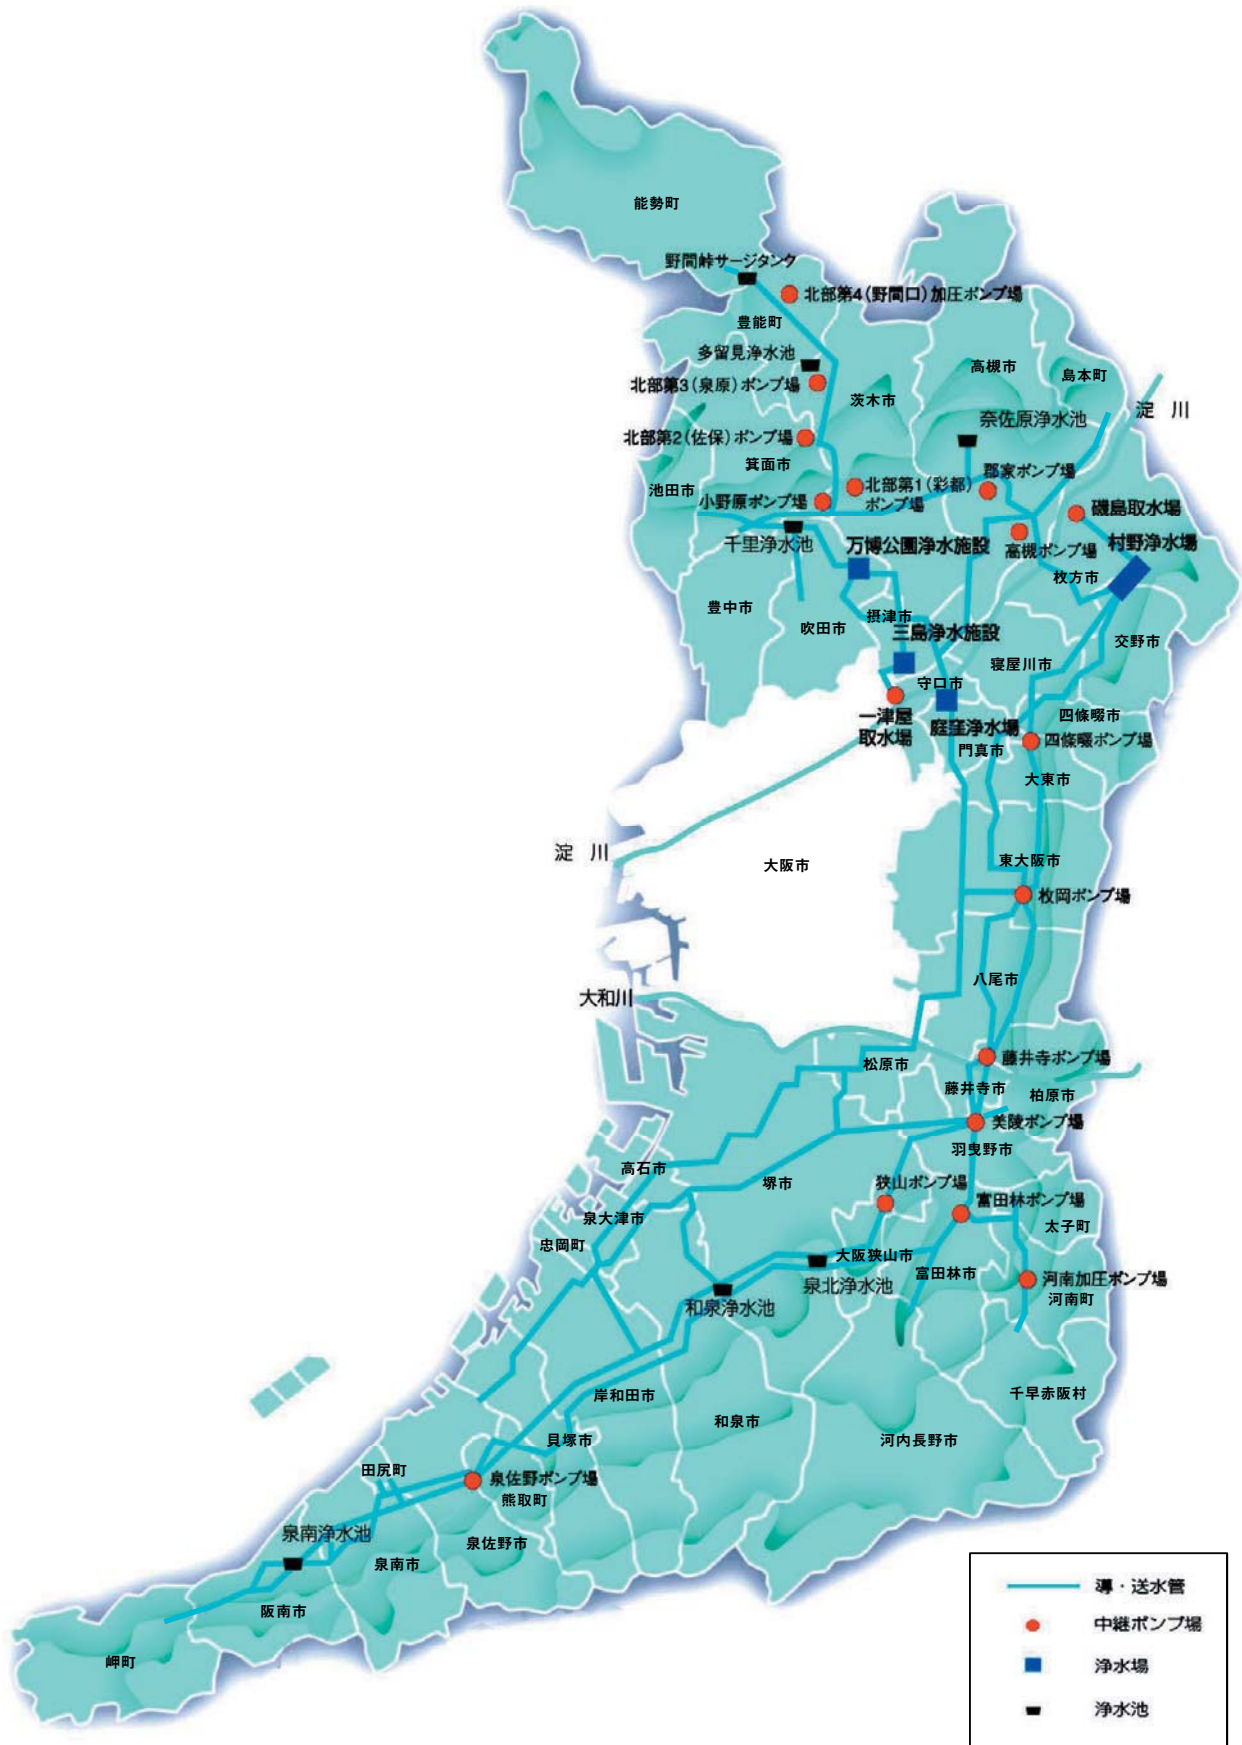 能勢町
野間峠サージタンク
北部第4(野間口)加圧ポンプ場
豊能町
多留見浄水池
北部第3(泉原)ポンプ場
高槻市
島本町
茨木市
淀川
奈佐原浄水池
北部第2(佐保)ポンプ場
箕面市
郡家ポンプ場
池田市
小野原ポンプ場
北部第1(彩都)
ポンプ場
磯島取水場
千里浄水池
万博公園浄水施設
高槻ポンプ場
村野浄水場
枚方市
豊中市
吹田市
摂津市
三島浄水施設
交野市
寝屋川市
守口市
一津屋
取水場
庭窪浄水場
四條畷市
門真市
四條畷ポンプ場
大東市
淀川
大阪市
東大阪市
枚岡ポンプ場
八尾市
大和川
松原市
藤井寺ポンプ場
藤井寺市
柏原市
美陵ポンプ場
羽曳野市
高石市
堺市
狭山ポンプ場
富田林ポンプ場
泉大津市
太子町
忠岡町
大阪狭山市
富田林市
泉北浄水池
河南加圧ポンプ場
河南町
和泉浄水池
岸和田市
和泉市
千早赤阪村
貝塚市
河内長野市
田尻町
泉佐野ポンプ場
熊取町
泉南浄水池
泉佐野市
泉南市
阪南市
岬町
導・送水管
中継ポンプ場
浄水場
浄水池